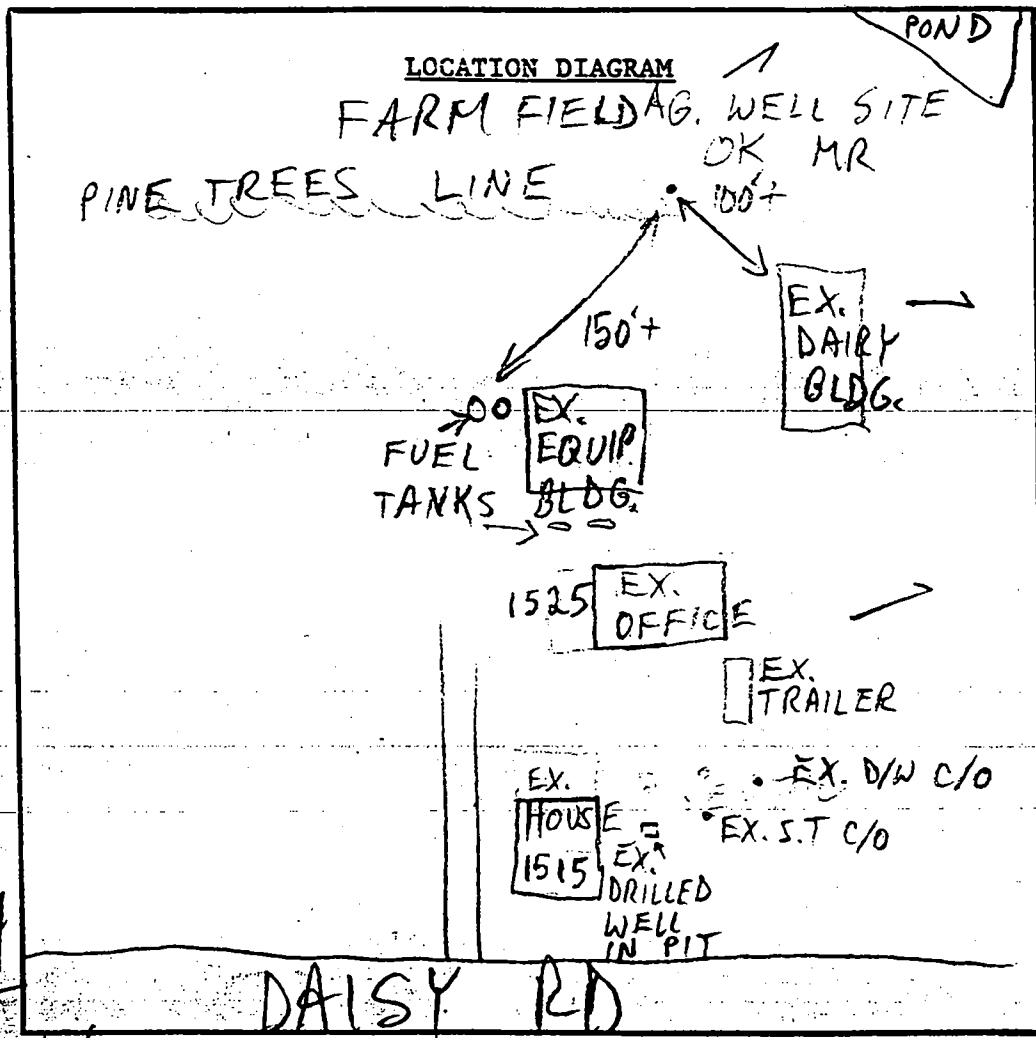 POND
LOCATION DIAGRAM
FARM FIELD AG. WELL SITE
OK MR
PINE TREES LINE
100'+
150'+
EX.
DAIRY
BLDG.
EX.
EQUIP.
BLDG.
FUEL
TANKS
1525
EX.
OFFICE
EX.
TRAILER
EX. D/W C/O
EX. S.T C/O
EX.
HOUSE
1515
EX.
DRILLED
WELL
IN PIT
DAISY RD